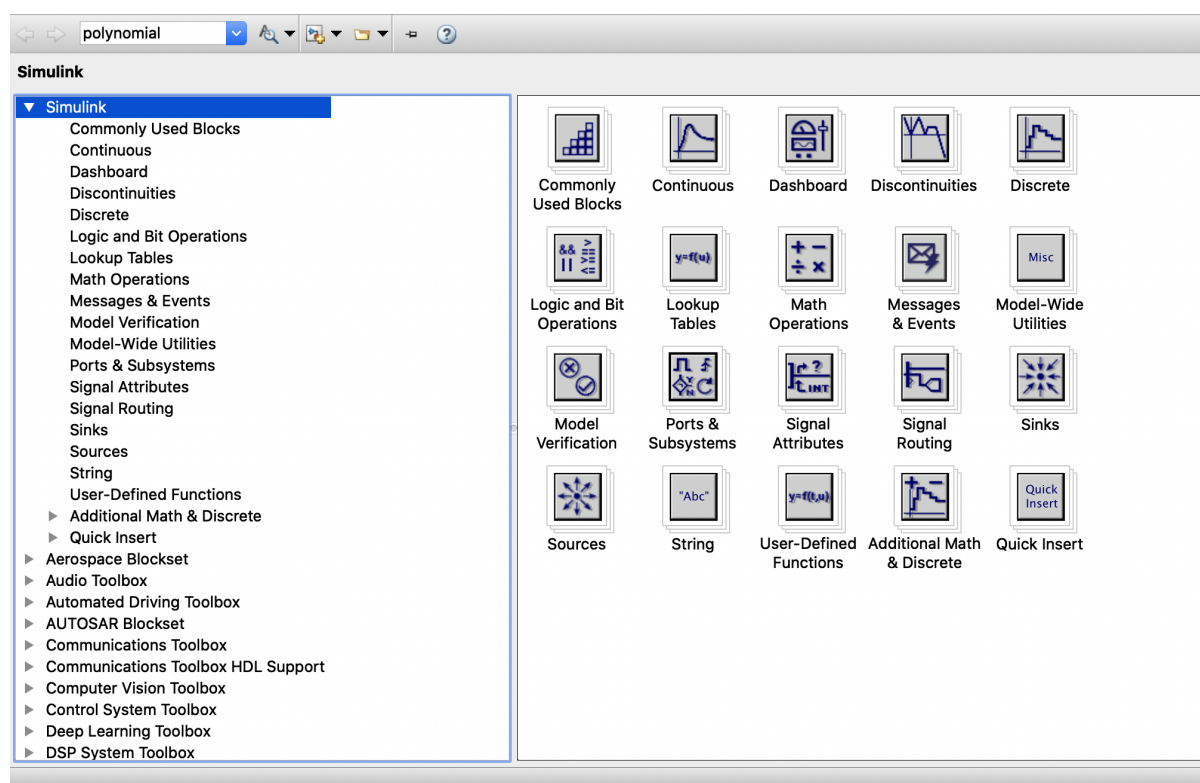 polynomial
Simulink
Simulink
Commonly Used Blocks
Continuous
Dashboard
Discontinuities
Discrete
Logic and Bit Operations
Lookup Tables
Math Operations
Messages & Events
Model Verification
Model-Wide Utilities
Ports & Subsystems
Signal Attributes
Signal Routing
Sinks
Sources
String
User-Defined Functions
Additional Math & Discrete
Quick Insert
Aerospace Blockset
Audio Toolbox
Automated Driving Toolbox
AUTOSAR Blockset
Communications Toolbox
Communications Toolbox HDL Support
Computer Vision Toolbox
Control System Toolbox
Deep Learning Toolbox
DSP System Toolbox
Commonly
Used Blocks
Continuous
Dashboard
Discontinuities
Discrete
&& >
|| >=
<=
Logic and Bit
Operations
y=f(u)
Lookup
Tables
+ −
÷ ×
Math
Operations
Messages
& Events
Misc
Model-Wide
Utilities
Model
Verification
Y
N
Ports &
Subsystems
?
INT
Signal
Attributes
Signal
Routing
Sinks
Sources
"Abc"
String
y=f(t,u)
User-Defined
Functions
+ −
Additional Math
& Discrete
Quick
Insert
Quick Insert